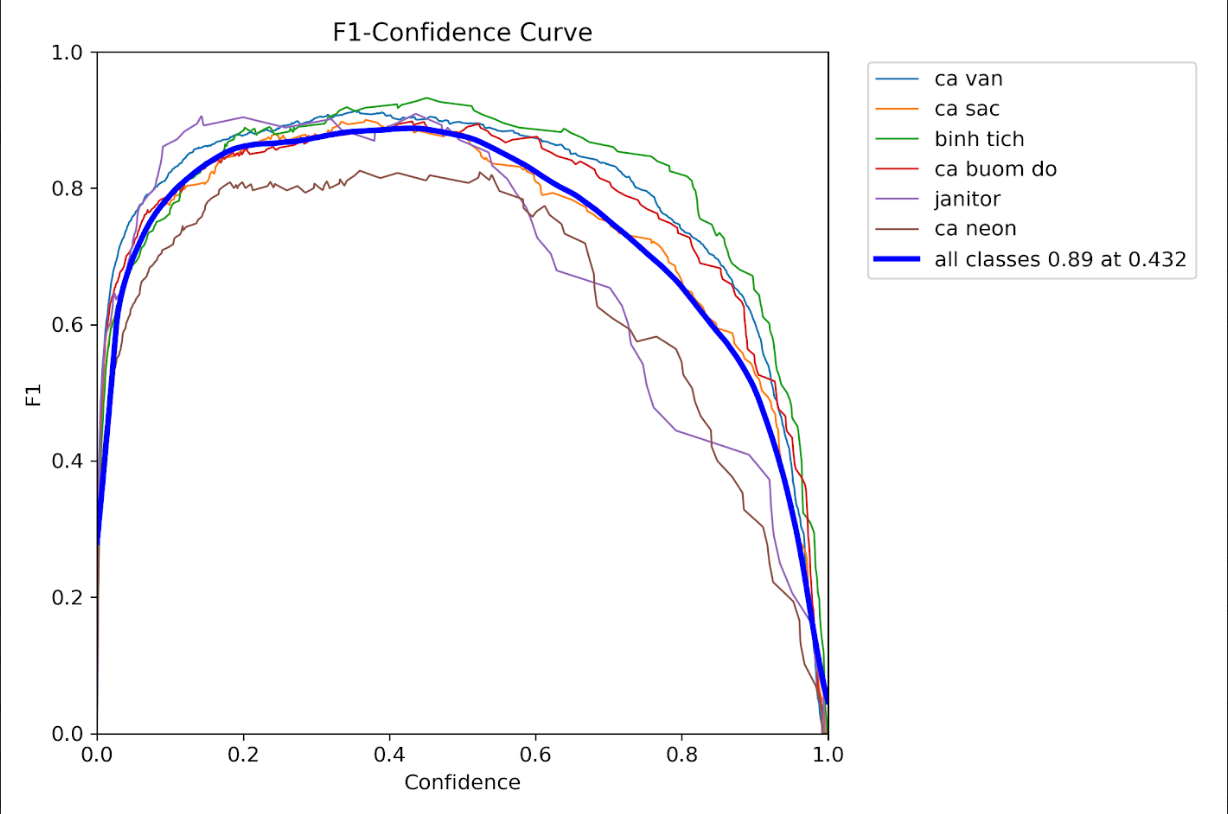 F1-Confidence Curve
1.0
0.8
0.6
0.4
0.2
0.0
F1
0.0 0.2 0.4 0.6 0.8 1.0
Confidence
ca van
ca sac
binh tich
ca buom do
janitor
ca neon
all classes 0.89 at 0.432